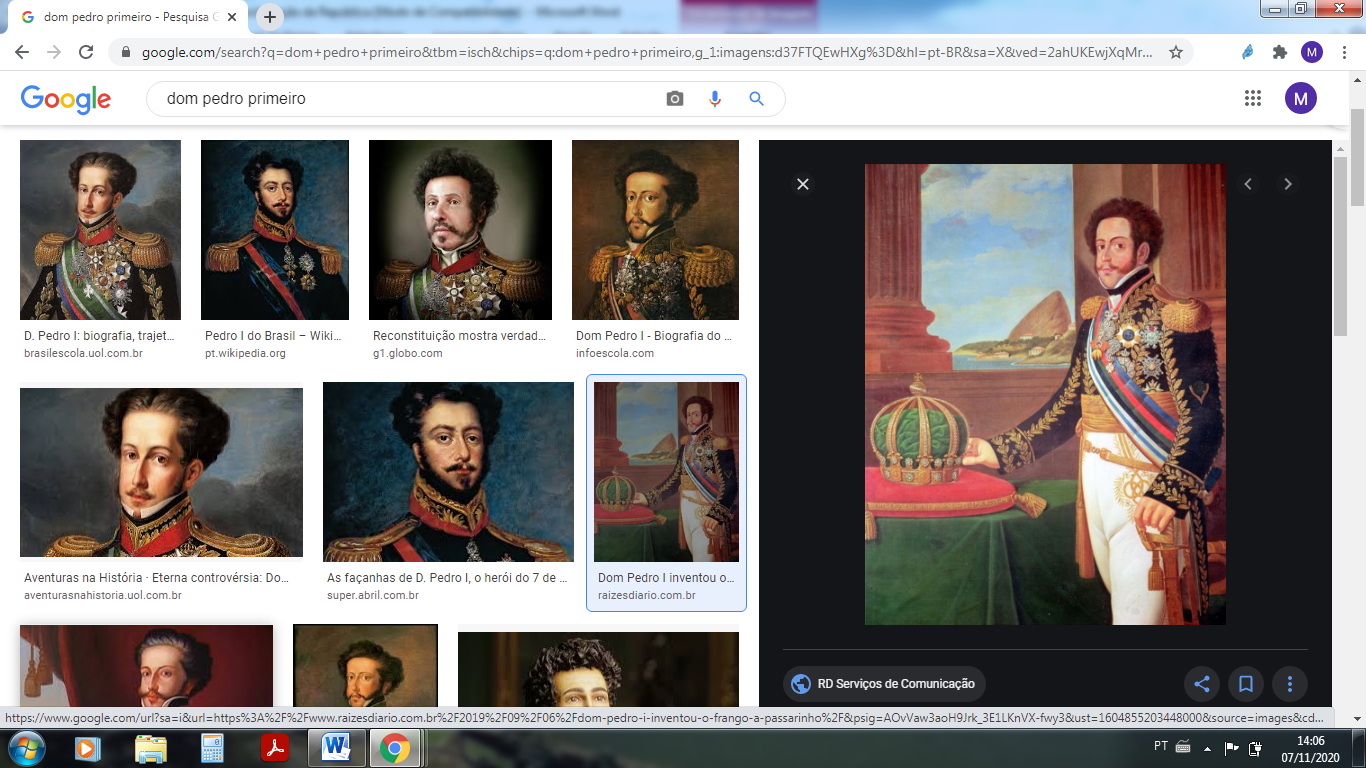 dom pedro primeiro - Pesquisa G
google.com/search?q=dom+pedro+primeiro&tbm=isch&chips=q:dom+pedro+primeiro,g_1:imagens:d37FTQEwHXg%3D&hl=pt-BR&sa=X&ved=2ahUKEwjXqMr...
M
Google
dom pedro primeiro
M
D. Pedro I: biografia, trajet...
brasilescola.uol.com.br
Pedro I do Brasil – Wiki...
pt.wikipedia.org
Reconstituição mostra verdad...
g1.globo.com
Dom Pedro I - Biografia do ...
infoescola.com
Aventuras na História · Eterna controvérsia: Do...
aventurasnahistoria.uol.com.br
As façanhas de D. Pedro I, o herói do 7 de ...
super.abril.com.br
Dom Pedro I inventou o...
raizesdiario.com.br
RD Serviços de Comunicação
https://www.google.com/url?sa=i&url=https%3A%2F%2Fwww.raizesdiario.com.br%2F2019%2F09%2F06%2Fdom-pedro-i-inventou-o-frango-a-passarinho%2F&psig=AOvVaw3aoH9Jrk_3E1LKnVX-fwy3&ust=1604855203448000&source=images&cd...
PT
14:06
07/11/2020